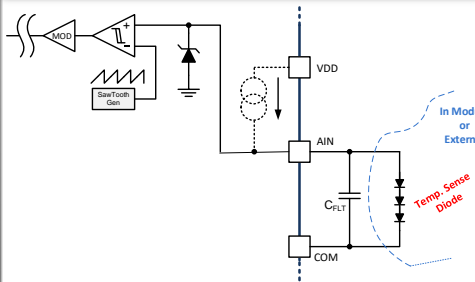 MOD
+
-
SawTooth
Gen
VDD
AIN
In Mod
or
Extern
CFLT
Temp. Sense
Diode
COM